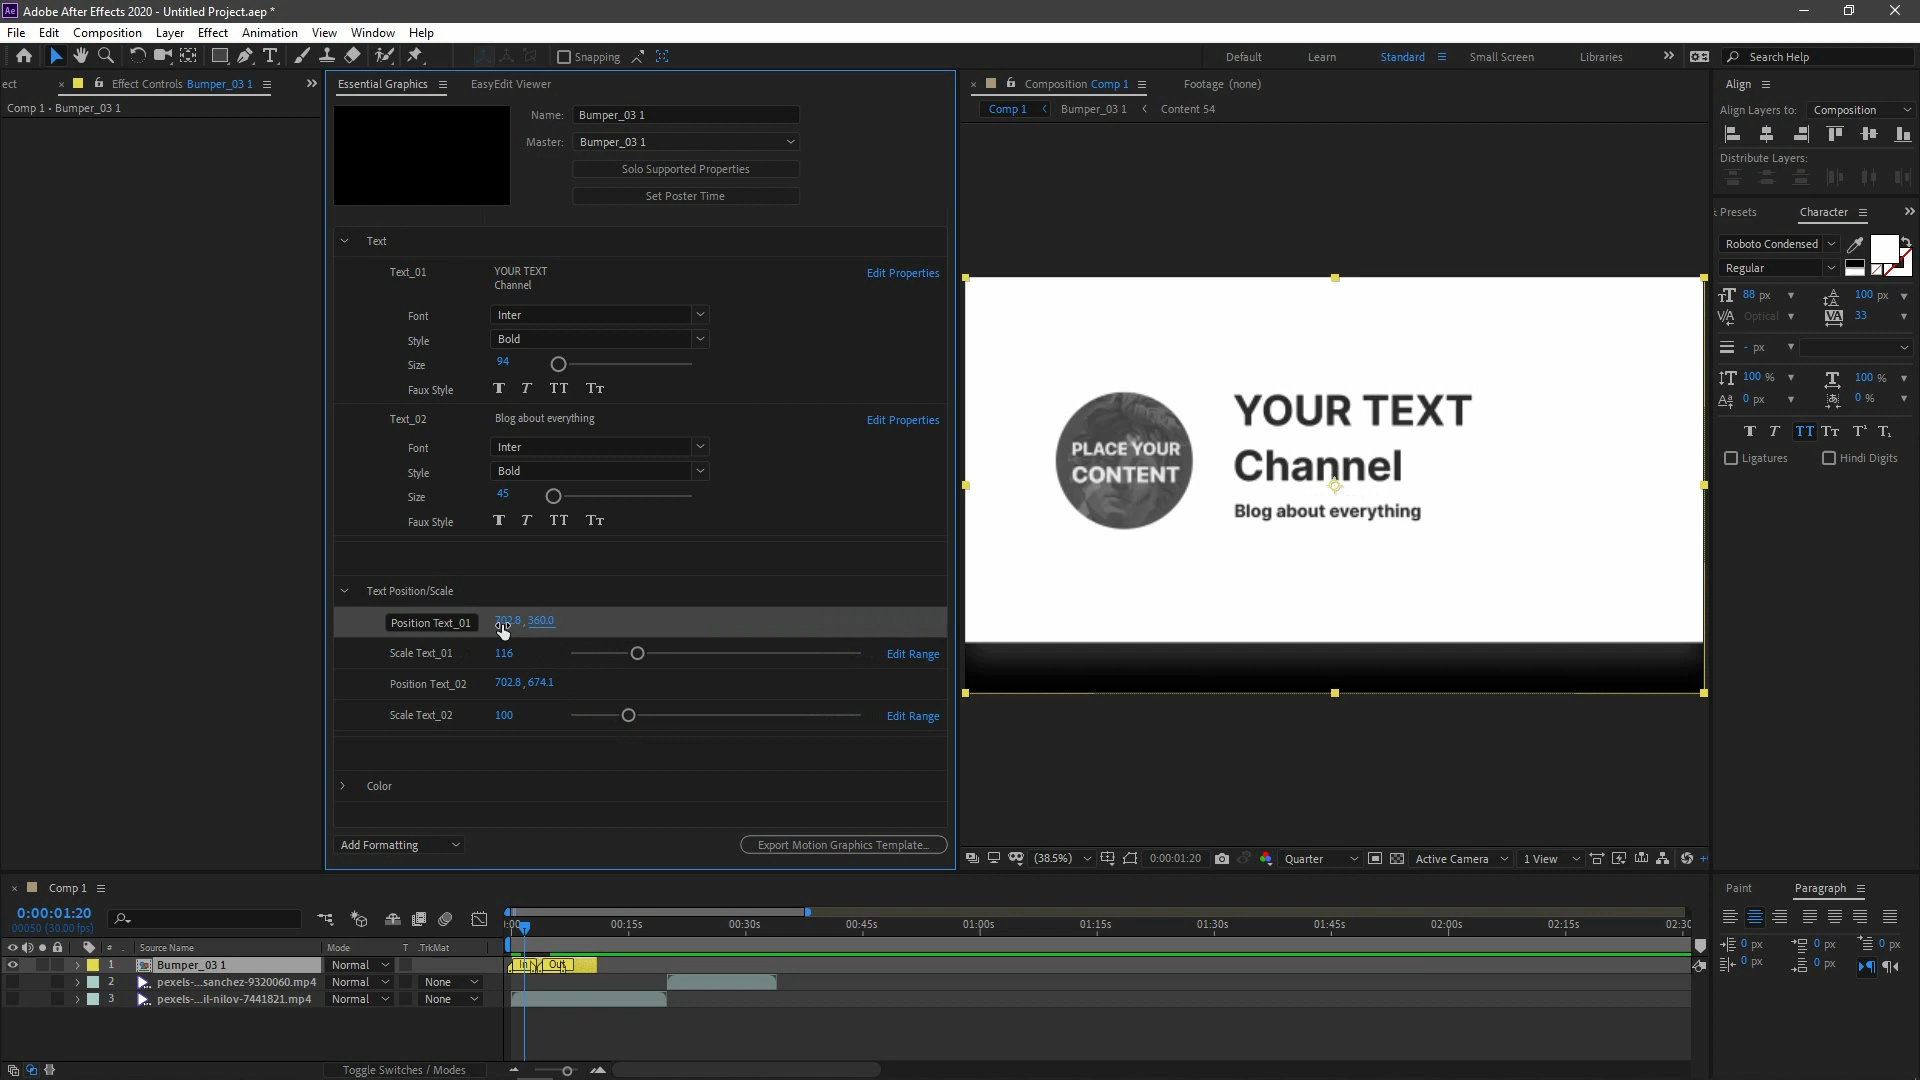 Ae Adobe After Effects 2020 - Untitled Project.aep *
File Edit Composition Layer Effect Animation View Window Help
Snapping
Default Learn Standard Small Screen Libraries Search Help
ect Effect Controls Bumper_03 1
Comp 1 • Bumper_03 1
Essential Graphics EasyEdit Viewer
Name: Bumper_03 1
Master: Bumper_03 1
Solo Supported Properties
Set Poster Time
Text
Text_01 YOUR TEXT Edit Properties
Channel
Font Inter
Style Bold
Size 94
Faux Style T T TT Tт
Text_02 Blog about everything Edit Properties
Font Inter
Style Bold
Size 45
Faux Style T T TT Tт
Text Position/Scale
Position Text_01 702.8, 360.0
Scale Text_01 116 Edit Range
Position Text_02 702.8, 674.1
Scale Text_02 100 Edit Range
Color
Add Formatting Export Motion Graphics Template...
Composition Comp 1 Footage (none)
Comp 1 Bumper_03 1 Content 54
PLACE YOUR
CONTENT
YOUR TEXT
Channel
Blog about everything
(38.5%) 0:00:01:20 Quarter Active Camera 1 View
Align
Align Layers to: Composition
Distribute Layers:
Presets Character
Roboto Condensed
Regular
88 px 100 px
Optical 33
- px
100 % 100 %
0 px 0 %
Ligatures Hindi Digits
Comp 1
0:00:01:20
00050 (30.00 fps)
# Source Name Mode T .TrkMat
1 Bumper_03 1 Normal
2 pexels-...sanchez-9320060.mp4 Normal None
3 pexels-...il-nilov-7441821.mp4 Normal None
00:15s 00:30s 00:45s 01:00s 01:15s 01:30s 01:45s 02:00s 02:15s 02:30
In Out
Toggle Switches / Modes
Paint Paragraph
0 px 0 px 0 px
0 px 0 px